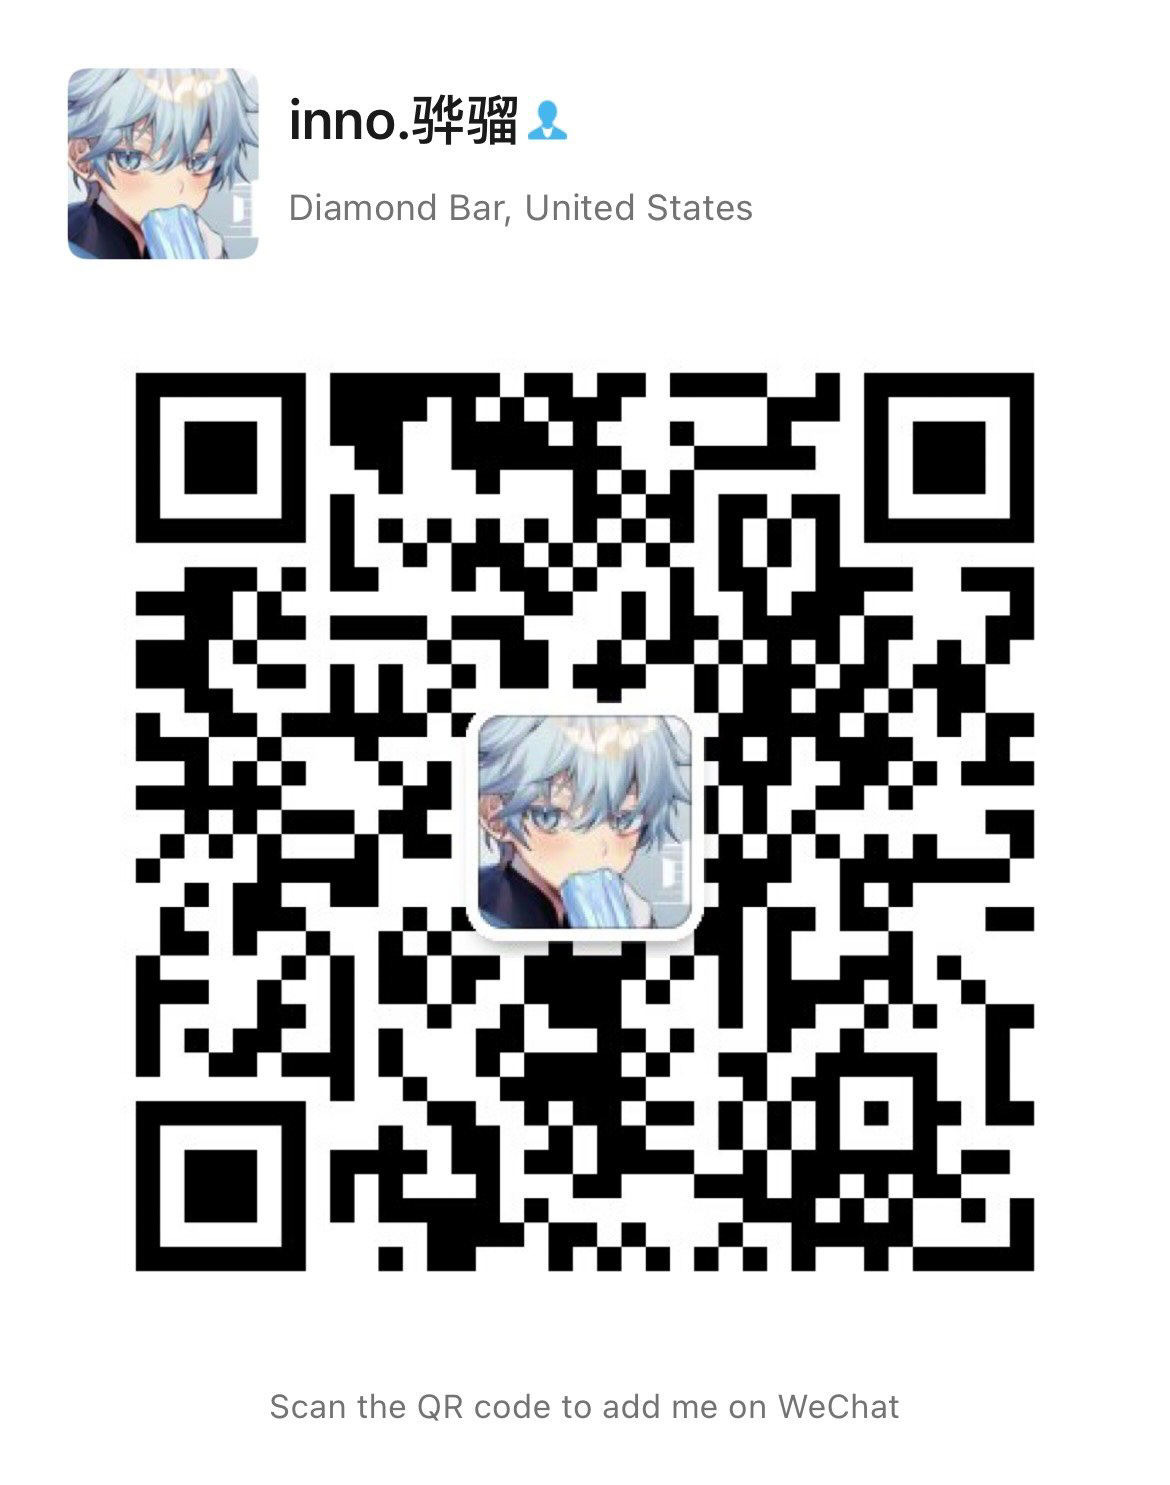 inno.骅骝
Diamond Bar, United States
Scan the QR code to add me on WeChat